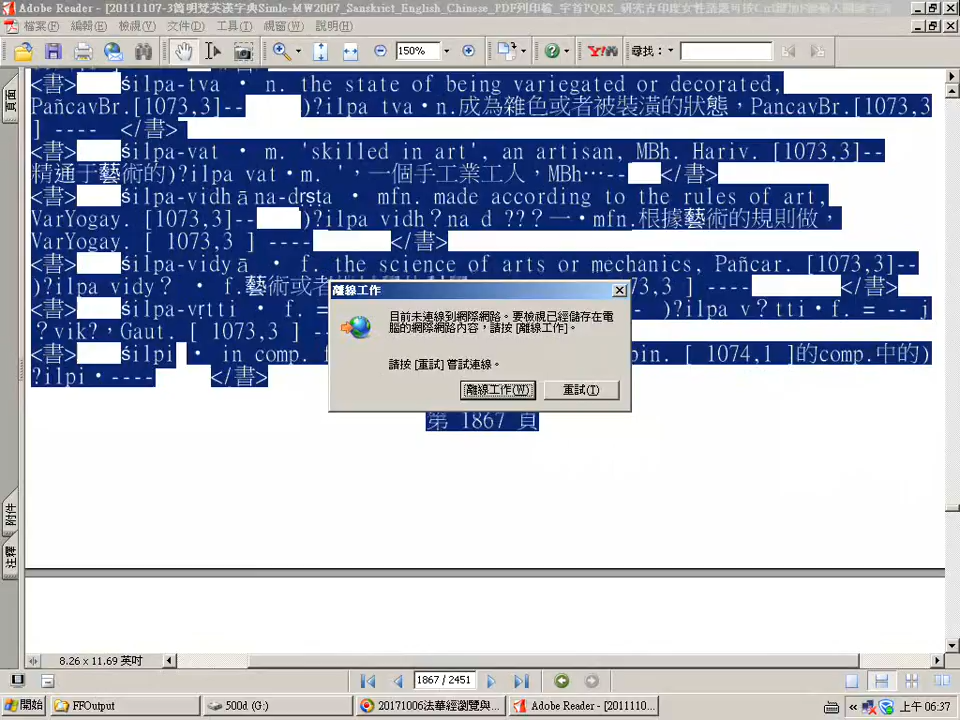 Adobe Reader - [20111107-3簡明梵英漢字典Simle-MW2007_Sanskrict_English_Chinese_PDF列印檔_字首PQRS_研究古印度女性話語可按Ctrl
檔案(F) 編輯(E) 檢視(V) 文件(D) 工具(T) 視窗(W) 說明(H)
150% 尋找：
頁面
<書> śilpa-tva ‧ n. the state of being variegated or decorated,
PañcavBr.[1073,3]-- )?ilpa tva‧n.成為雜色或者被裝潢的狀態，PancavBr.[1073,3
] ---- </書>
<書> śilpa-vat ‧ m. 'skilled in art', an artisan, MBh. Hariv. [1073,3]--
精通于藝術的)?ilpa vat‧m. '，一個手工業工人，MBh…-- </書>
<書> śilpa-vidhāna-dṛṣṭa ‧ mfn. made according to the rules of art,
VarYogay. [1073,3]-- )?ilpa vidh？na d ???？一‧mfn.根據藝術的規則做，
VarYogay. [ 1073,3 ] ---- </書>
<書> śilpa-vidyā ‧ f. the science of arts or mechanics, Pañcar. [1073,3]--
)?ilpa vidy？ ‧ f.藝術或者 073,3 ] ---- </書>
<書> śilpa-vṛtti ‧ f. = )?ilpa v？tti‧f. = -- j
？vik?，Gaut. [ 1073,3 ] --
<書> śilpi ‧ in comp. f pin. [ 1074,1 ]的comp.中的)
?ilpi‧---- </書>
離線工作
目前未連線到網際網路。要檢視已經儲存在電
腦的網際網路內容，請按 [離線工作]。
請按 [重試] 嘗試連線。
離線工作(W) 重試(T)
第 1867 頁
附件
注釋
8.26 x 11.69 英吋
1867 / 2451
開始 FFOutput 500d (G:) 20171006法華經瀏覽與... Adobe Reader - [20111107... 上午 06:37